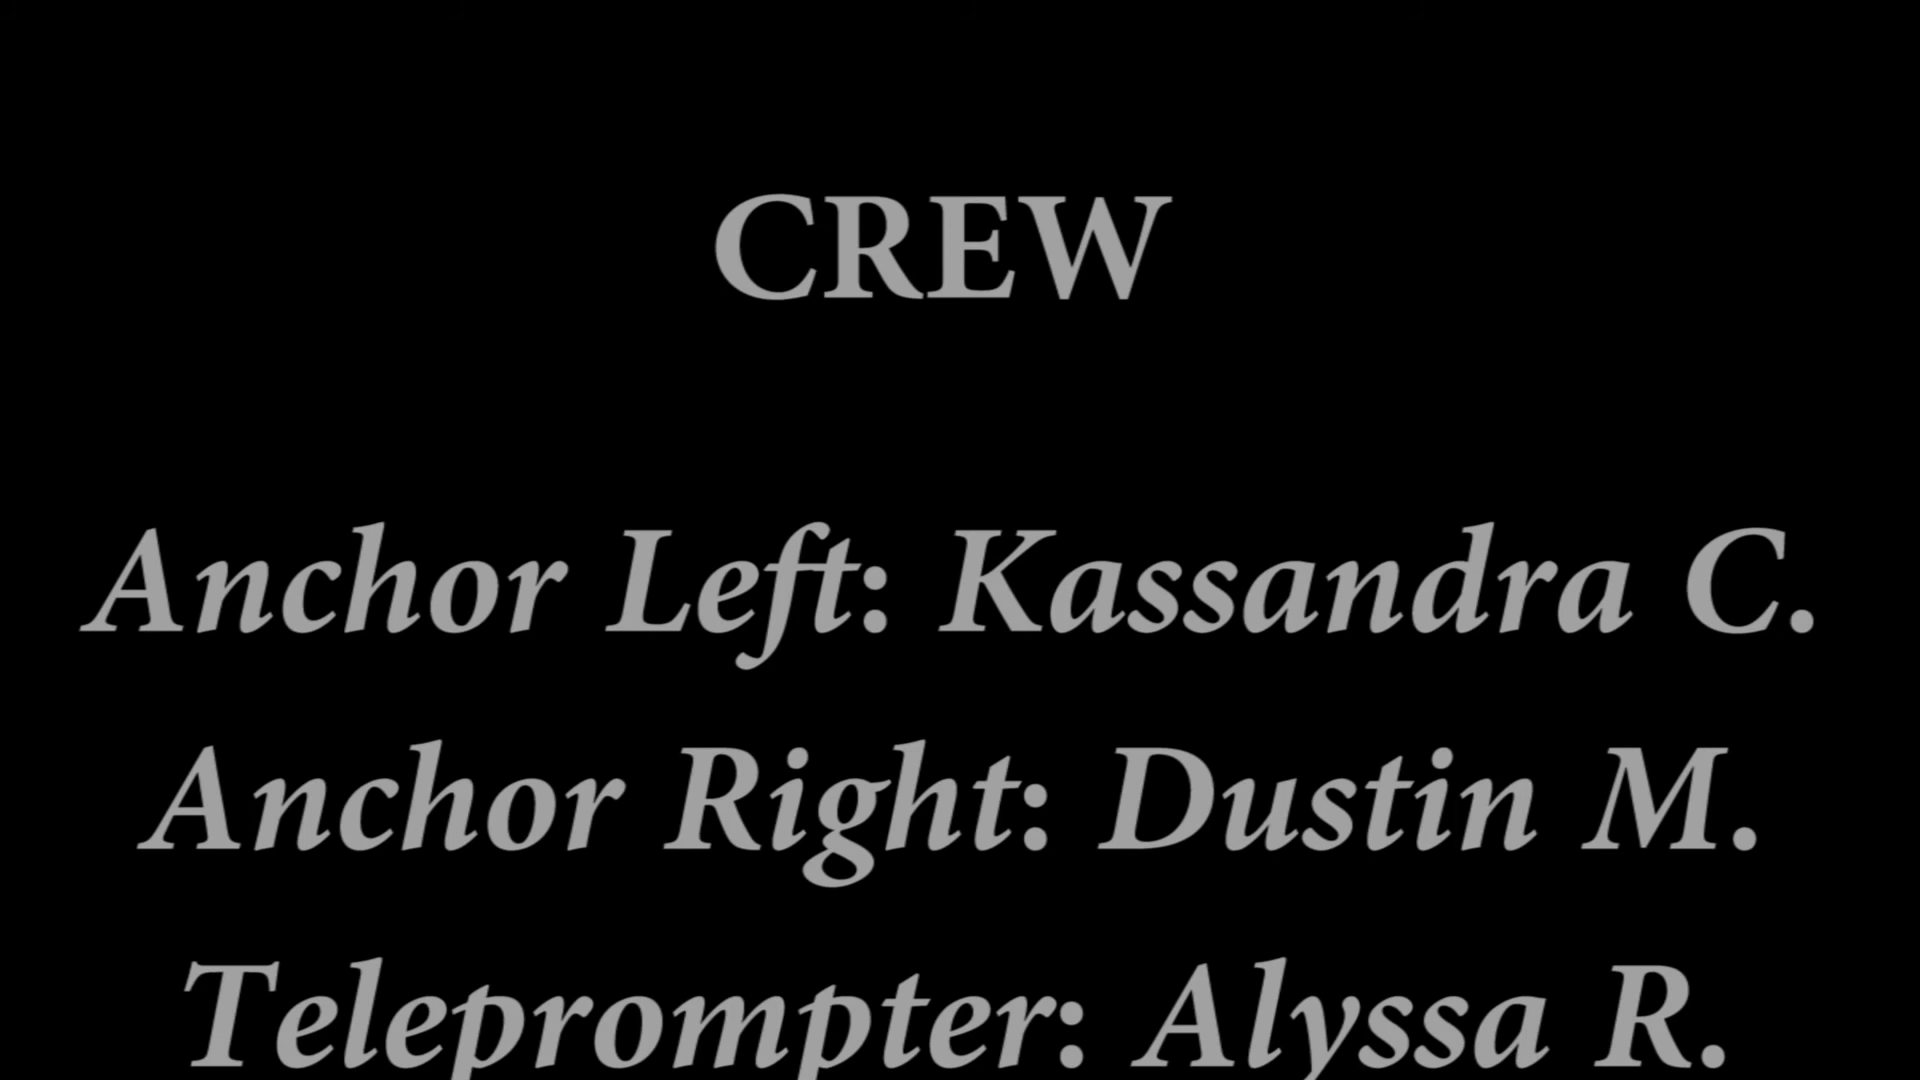 CREW
Anchor Left: Kassandra C.
Anchor Right: Dustin M.
Teleprompter: Alyssa R.